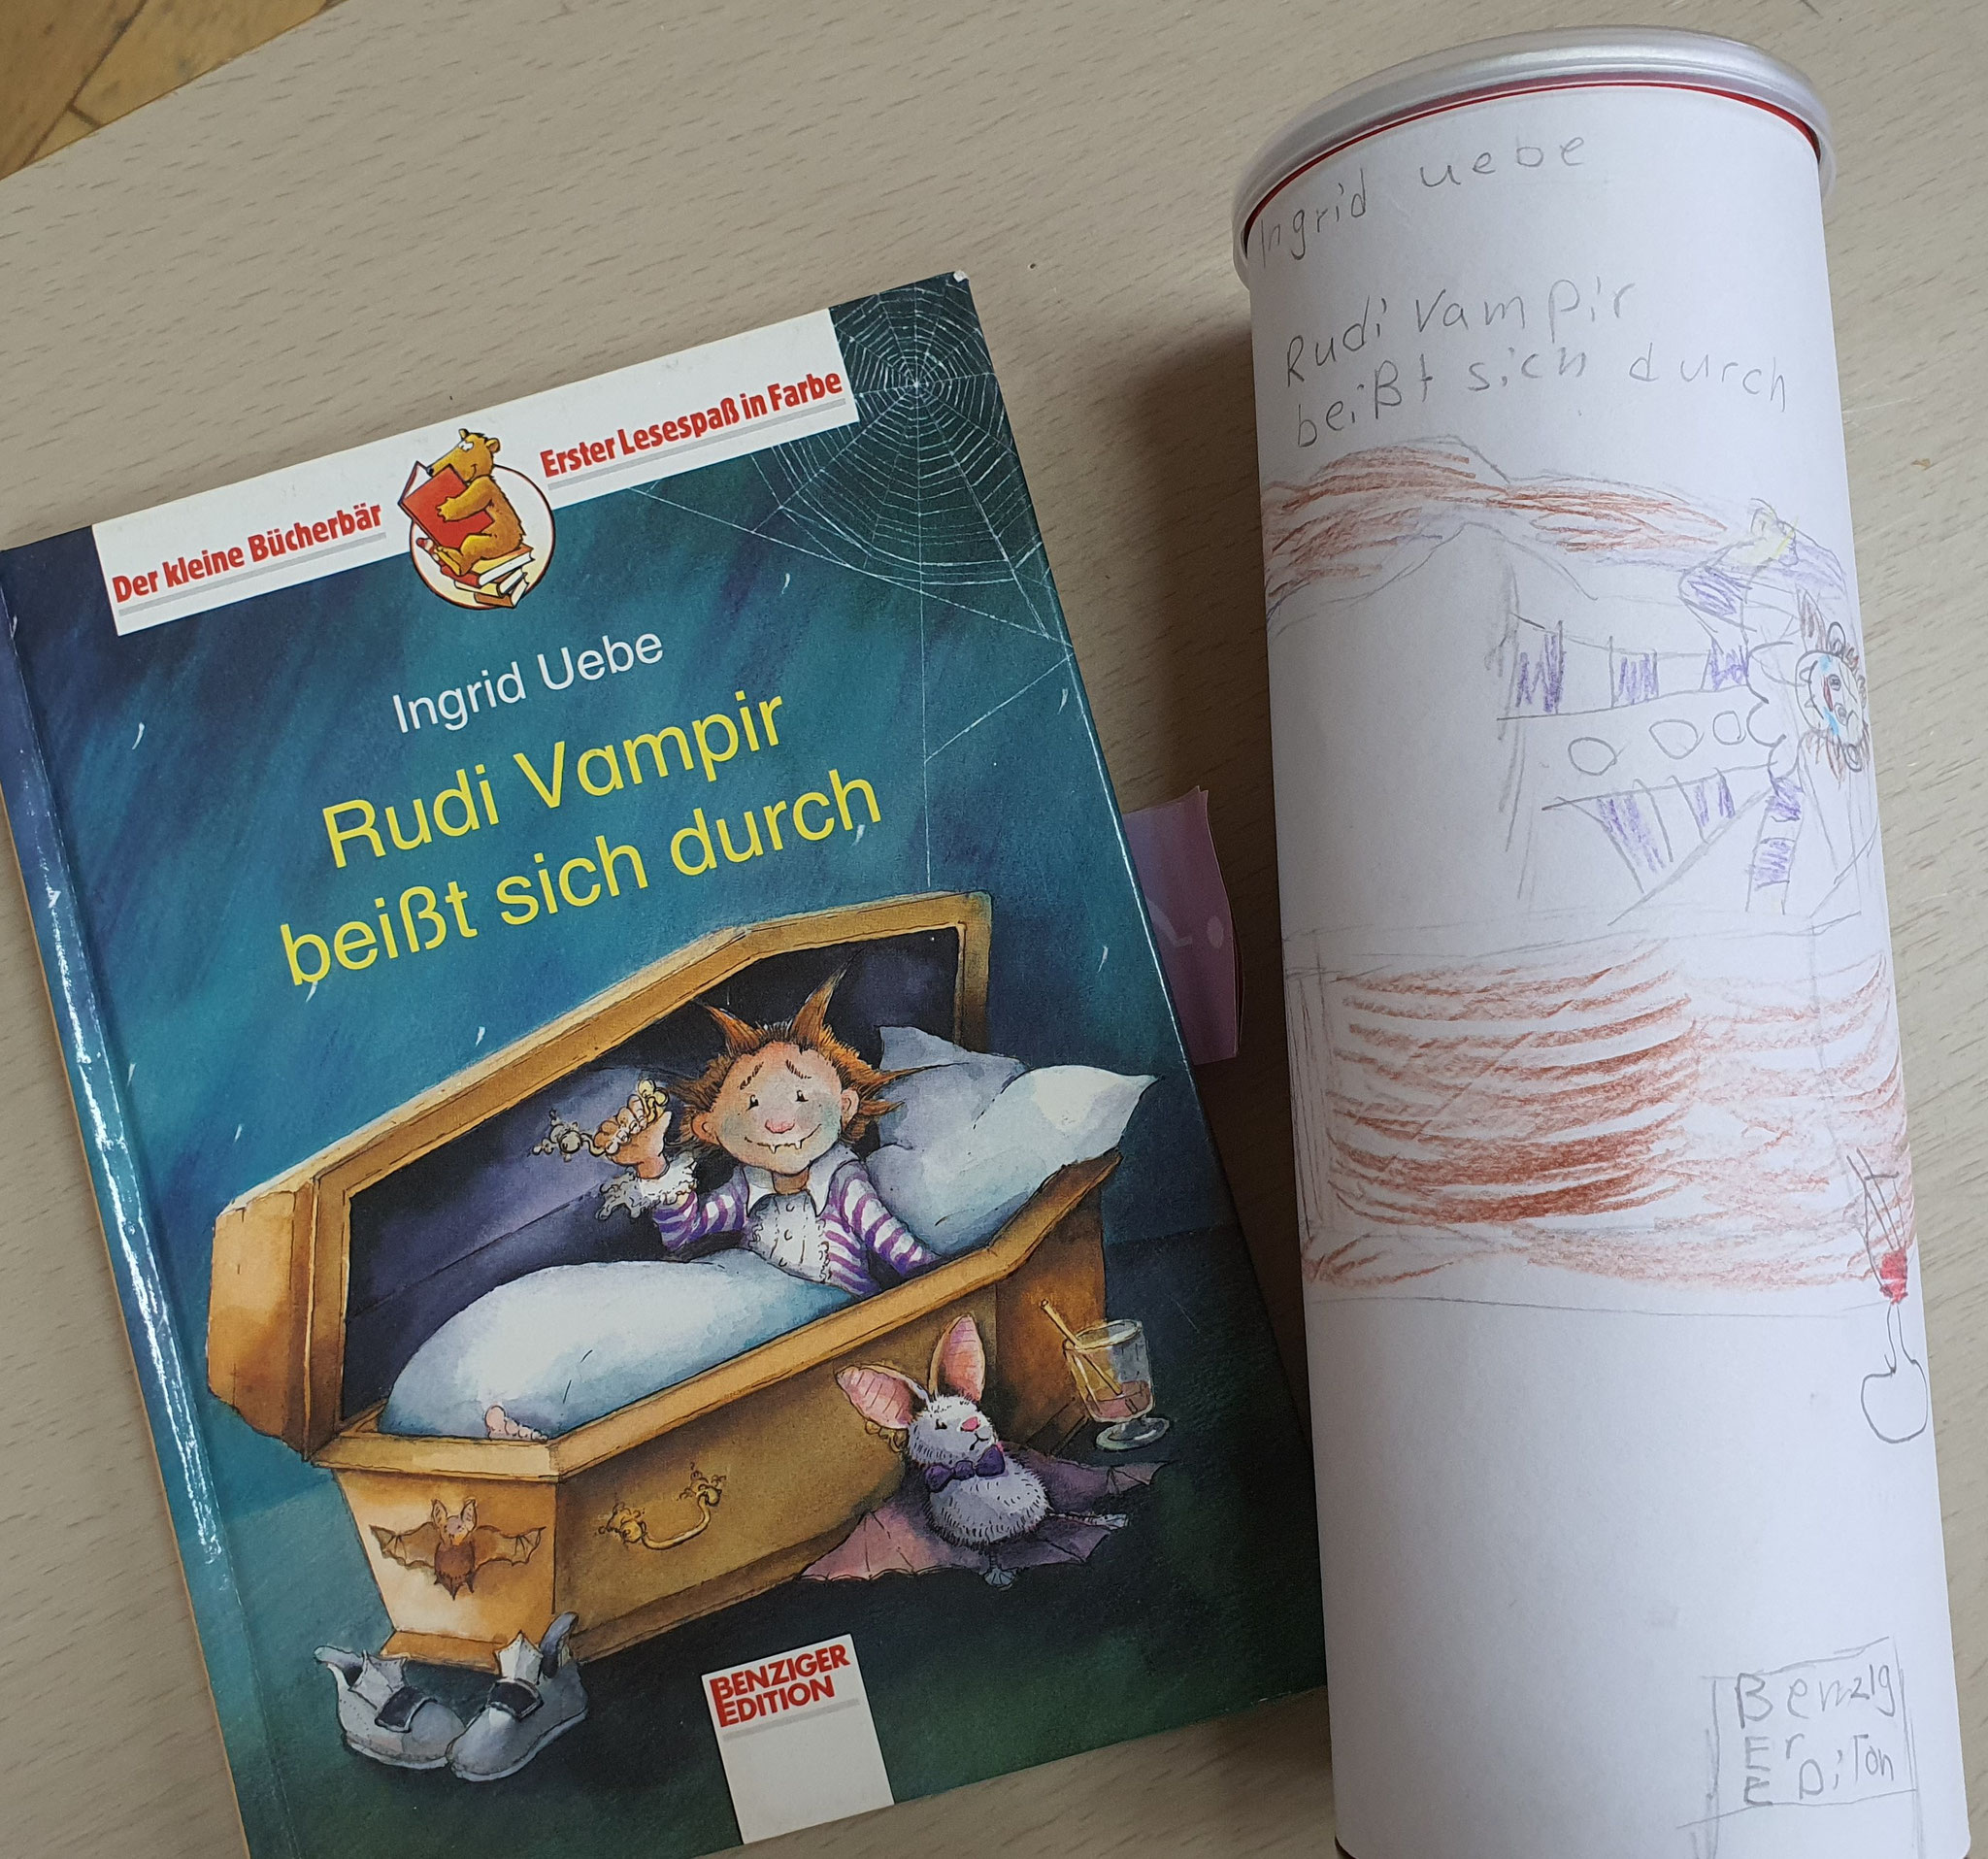 Der kleine Bücherbär
Erster Lesespaß in Farbe
Ingrid Uebe
Rudi Vampir
beißt sich durch
BENZIGER
EDITION
Ingrid uebe
Rudi Vampir
beißt sich durch
Benzig
Er
EDiTon